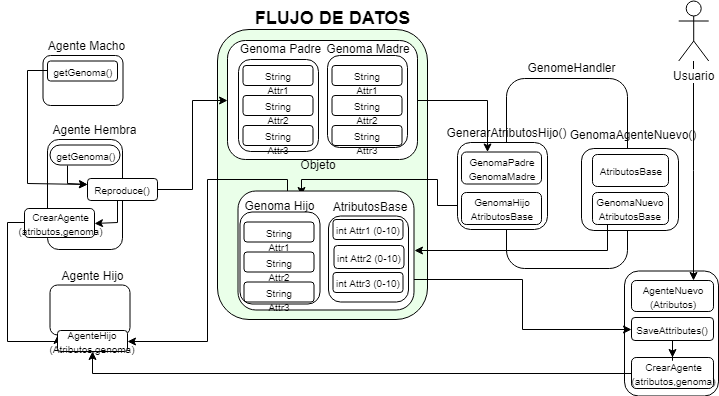 FLUJO DE DATOS
Agente Macho
getGenoma()
Agente Hembra
getGenoma()
Reproduce()
CrearAgente
(atributos,genoma)
Agente Hijo
AgenteHijo
(Atributos,genoma)
Genoma Padre
String
Attr1
String
Attr2
String
Attr3
Genoma Madre
String
Attr1
String
Attr2
String
Attr3
Objeto
Genoma Hijo
String
Attr1
String
Attr2
String
Attr3
AtributosBase
int Attr1 (0-10)
int Attr2 (0-10)
int Attr3 (0-10)
GenomeHandler
GenerarAtributosHijo()
GenomaPadre
GenomaMadre
GenomaHijo
AtributosBase
GenomaAgenteNuevo()
AtributosBase
GenomaNuevo
AtributosBase
Usuario
AgenteNuevo
(Atributos)
SaveAttributes()
CrearAgente
(atributos,genoma)